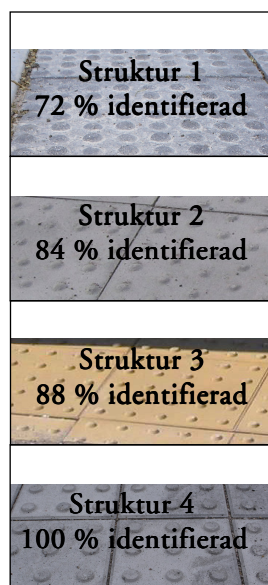 Struktur 1
72 % identifierad
Struktur 2
84 % identifierad
Struktur 3
88 % identifierad
Struktur 4
100 % identifierad